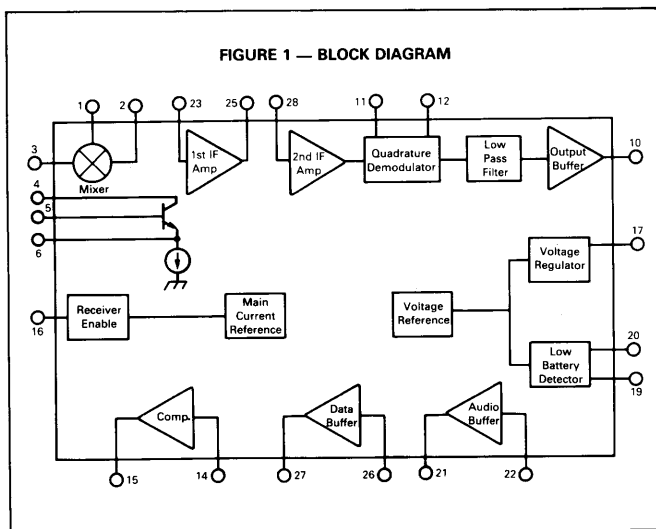 FIGURE 1 — BLOCK DIAGRAM
1
2
23
25
28
11
12
3
Mixer
1st IF
Amp
2nd IF
Amp
Quadrature
Demodulator
Low
Pass
Filter
Output
Buffer
10
4
5
6
17
Voltage
Regulator
16
Receiver
Enable
Main
Current
Reference
Voltage
Reference
20
Low
Battery
Detector
19
Comp.
Data
Buffer
Audio
Buffer
15
14
27
26
21
22